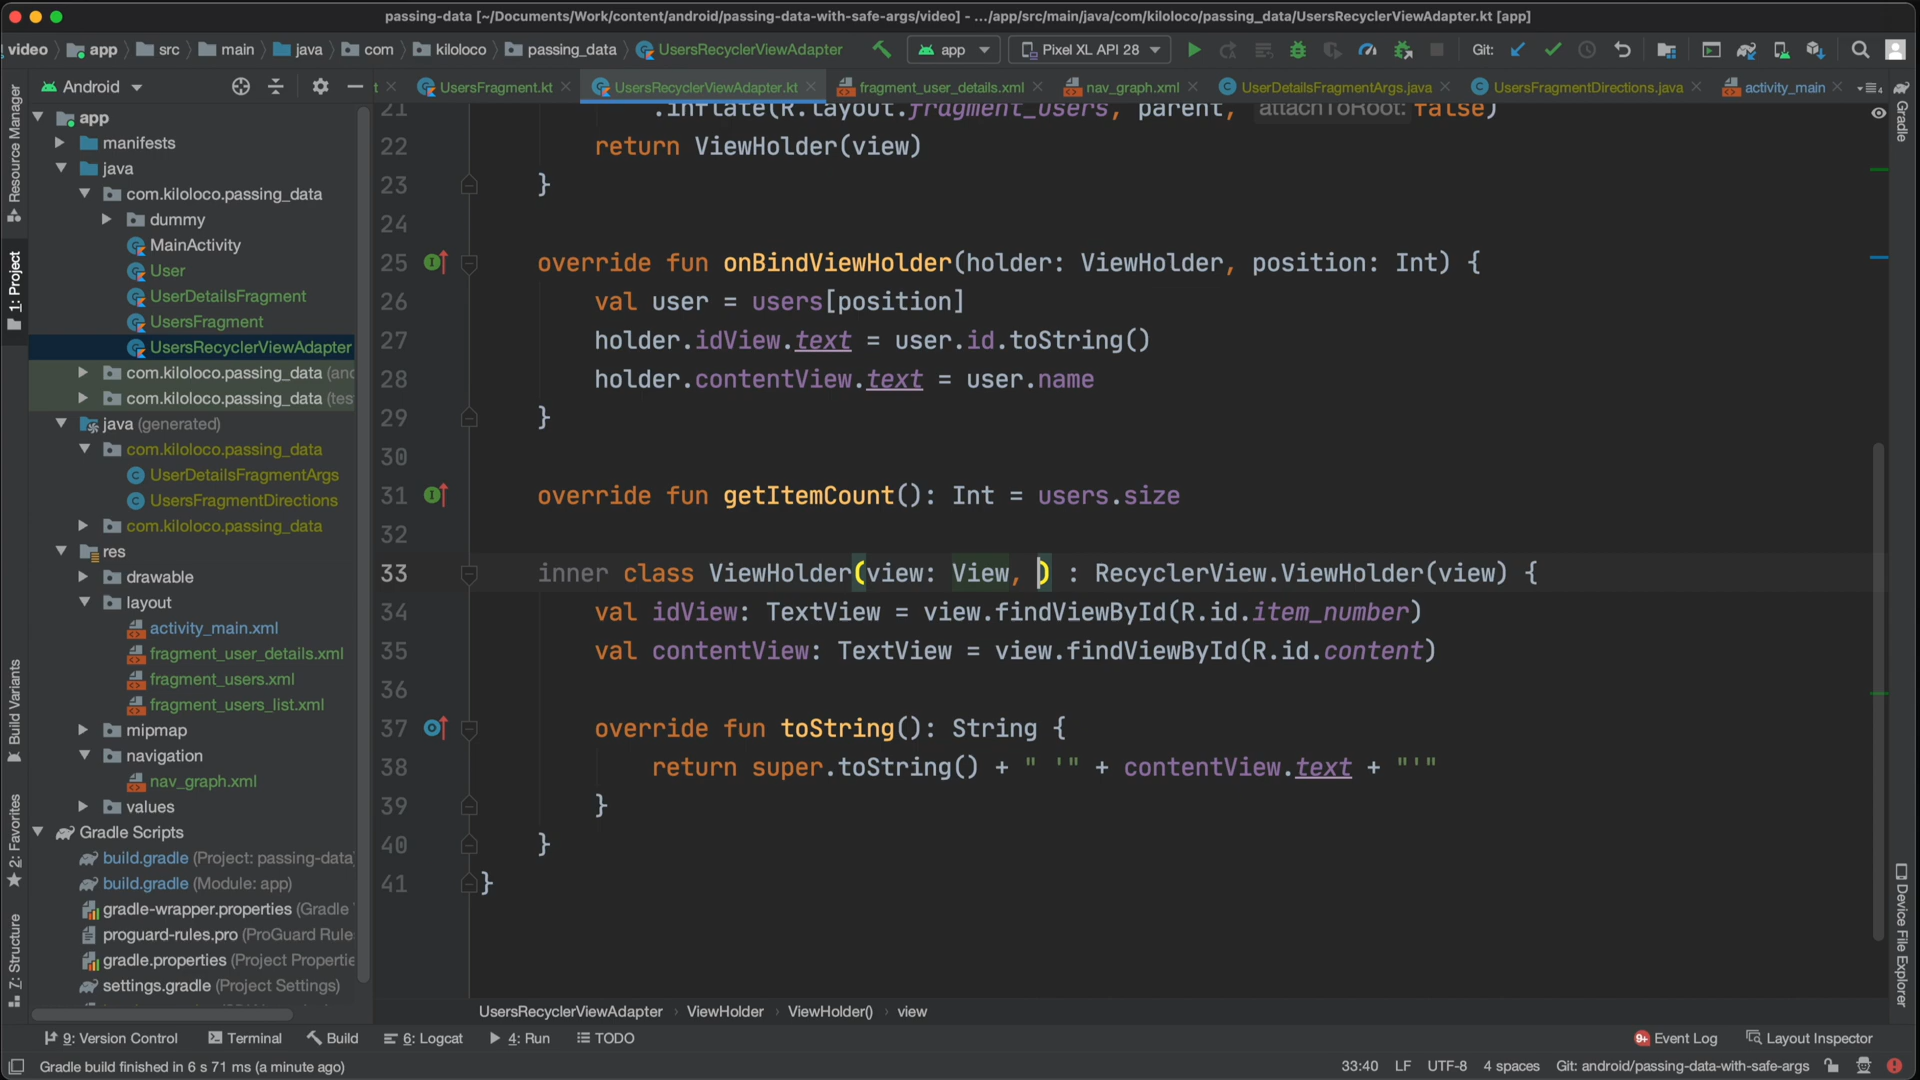 passing-data [~/Documents/Work/content/android/passing-data-with-safe-args/video] - .../app/src/main/java/com/kiloloco/passing_data/UsersRecyclerViewAdapter.kt [app]
video app src main java com kiloloco passing_data UsersRecyclerViewAdapter app Pixel XL API 28 Git:
Android UsersFragment.kt UsersRecyclerViewAdapter.kt fragment_user_details.xml nav_graph.xml UserDetailsFragmentArgs.java UsersFragmentDirections.java activity_main
Resource Manager
1: Project
Build Variants
2: Favorites
7: Structure
app
manifests
java
com.kiloloco.passing_data
dummy
MainActivity
User
UserDetailsFragment
UsersFragment
UsersRecyclerViewAdapter
com.kiloloco.passing_data (anc
com.kiloloco.passing_data (tes
java (generated)
com.kiloloco.passing_data
UserDetailsFragmentArgs
UsersFragmentDirections
com.kiloloco.passing_data
res
drawable
layout
activity_main.xml
fragment_user_details.xml
fragment_users.xml
fragment_users_list.xml
mipmap
navigation
nav_graph.xml
values
Gradle Scripts
build.gradle (Project: passing-data
build.gradle (Module: app)
gradle-wrapper.properties (Gradle
proguard-rules.pro (ProGuard Rule
gradle.properties (Project Propertie
settings.gradle (Project Settings)
21 .inflate(R.layout.fragment_users, parent, attachToRoot: false)
22 return ViewHolder(view)
23 }
24
25 override fun onBindViewHolder(holder: ViewHolder, position: Int) {
26 val user = users[position]
27 holder.idView.text = user.id.toString()
28 holder.contentView.text = user.name
29 }
30
31 override fun getItemCount(): Int = users.size
32
33 inner class ViewHolder(view: View, ) : RecyclerView.ViewHolder(view) {
34 val idView: TextView = view.findViewById(R.id.item_number)
35 val contentView: TextView = view.findViewById(R.id.content)
36
37 override fun toString(): String {
38 return super.toString() + " '" + contentView.text + "'"
39 }
40 }
41 }
Gradle
Device File Explorer
UsersRecyclerViewAdapter ViewHolder ViewHolder() view
9: Version Control Terminal Build 6: Logcat 4: Run TODO 9+ Event Log Layout Inspector
Gradle build finished in 6 s 71 ms (a minute ago) 33:40 LF UTF-8 4 spaces Git: android/passing-data-with-safe-args